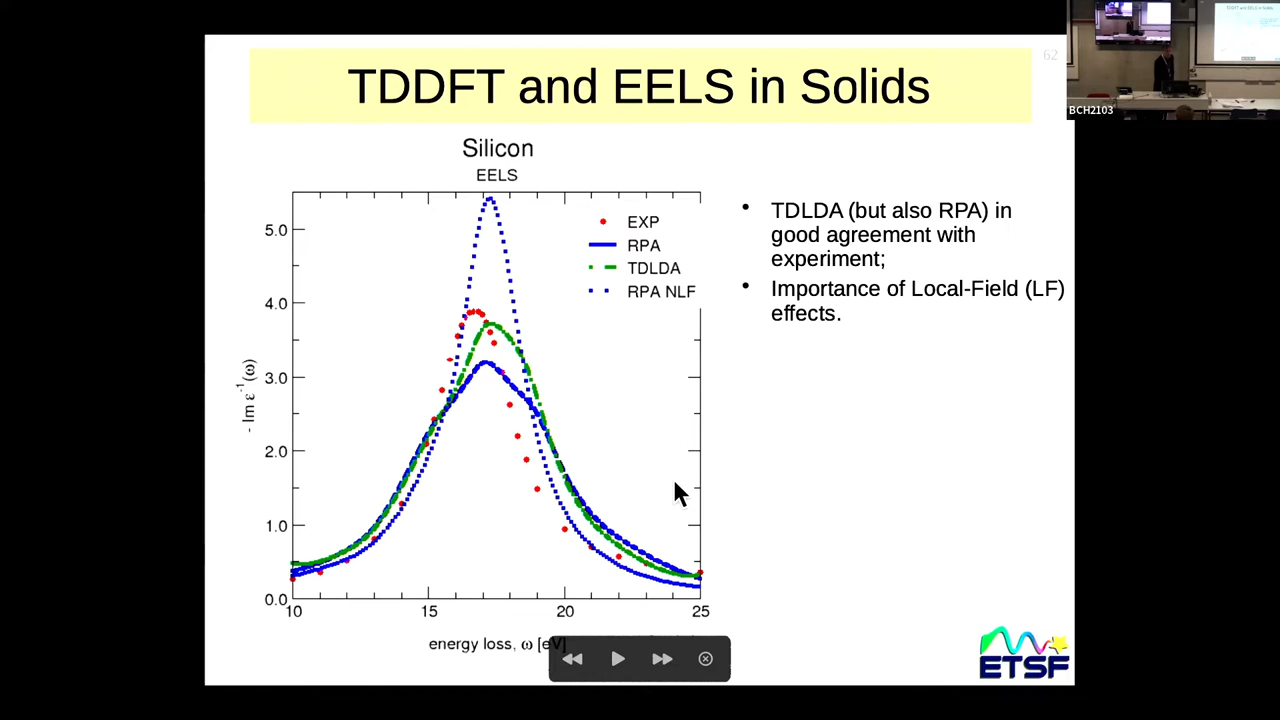 TDDFT and EELS in Solids
62
BCH2103
Silicon
EELS
EXP
RPA
TDLDA
RPA NLF
5.0
4.0
3.0
2.0
1.0
0.0
10
15
20
25
- Im ε⁻¹(ω)
energy loss, ω [eV]
• TDLDA (but also RPA) in
good agreement with
experiment;
• Importance of Local-Field (LF)
effects.
ETSF